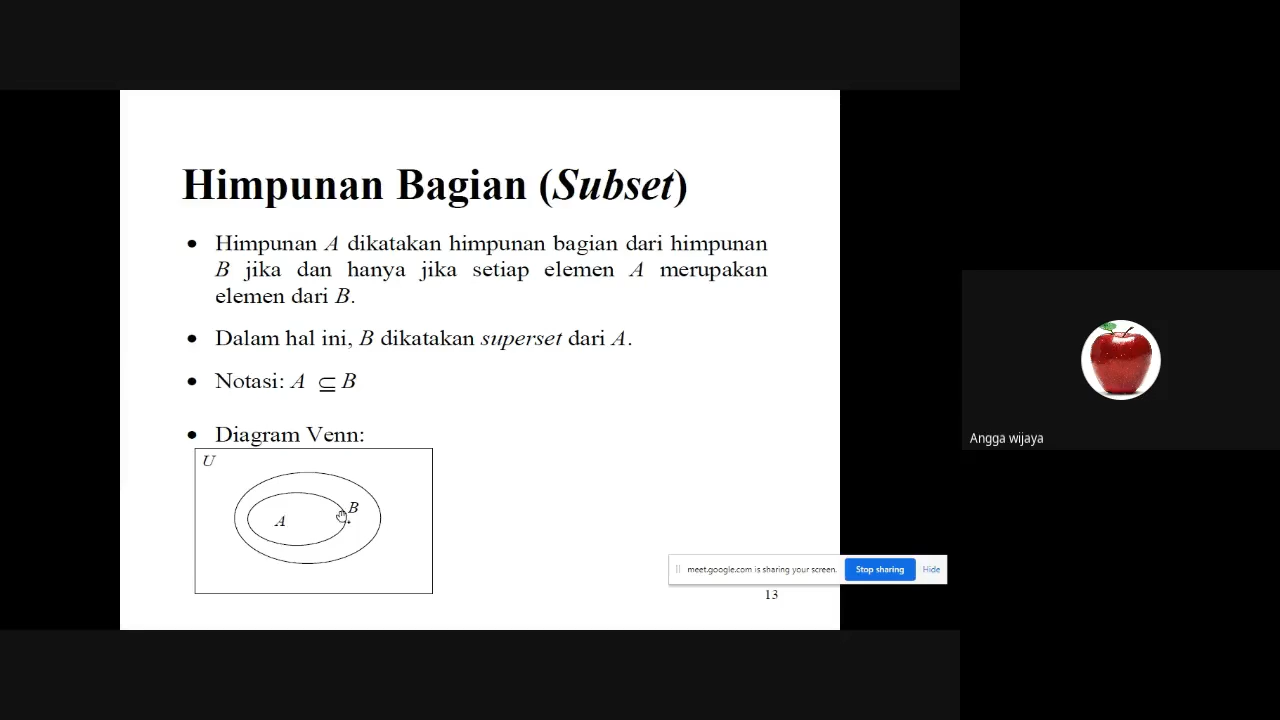 Himpunan Bagian (Subset)
• Himpunan A dikatakan himpunan bagian dari himpunan
B jika dan hanya jika setiap elemen A merupakan
elemen dari B.
• Dalam hal ini, B dikatakan superset dari A.
• Notasi: A ⊆ B
• Diagram Venn:
U
B
A
meet.google.com is sharing your screen.
Stop sharing
Hide
13
Angga wijaya